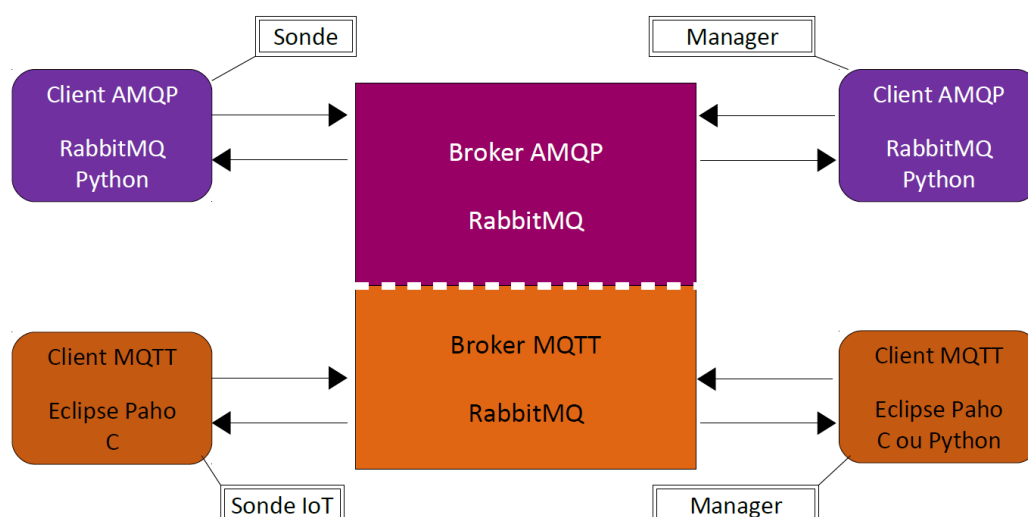 Sonde
Manager
Client AMQP
RabbitMQ
Python
Broker AMQP
RabbitMQ
Client AMQP
RabbitMQ
Python
Client MQTT
Eclipse Paho
C
Broker MQTT
RabbitMQ
Client MQTT
Eclipse Paho
C ou Python
Sonde IoT
Manager